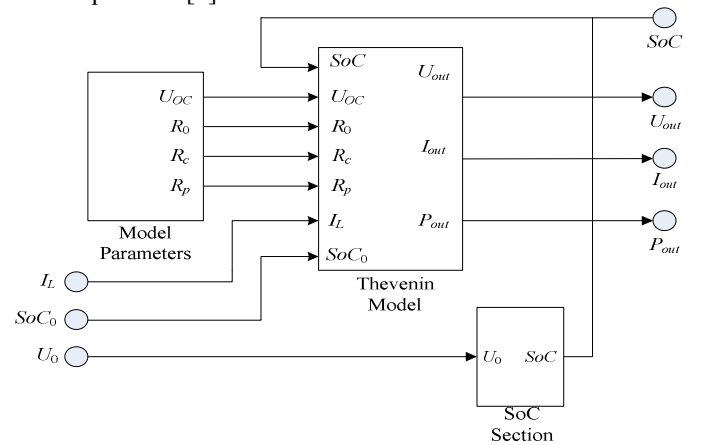 SoC
SoC
U_out
U_OC
U_OC
U_out
R_0
R_0
I_out
R_c
R_c
I_out
R_p
R_p
I_L
P_out
P_out
Model
Parameters
SoC_0
I_L
Thevenin
Model
SoC_0
U_0
U_0
SoC
SoC
Section